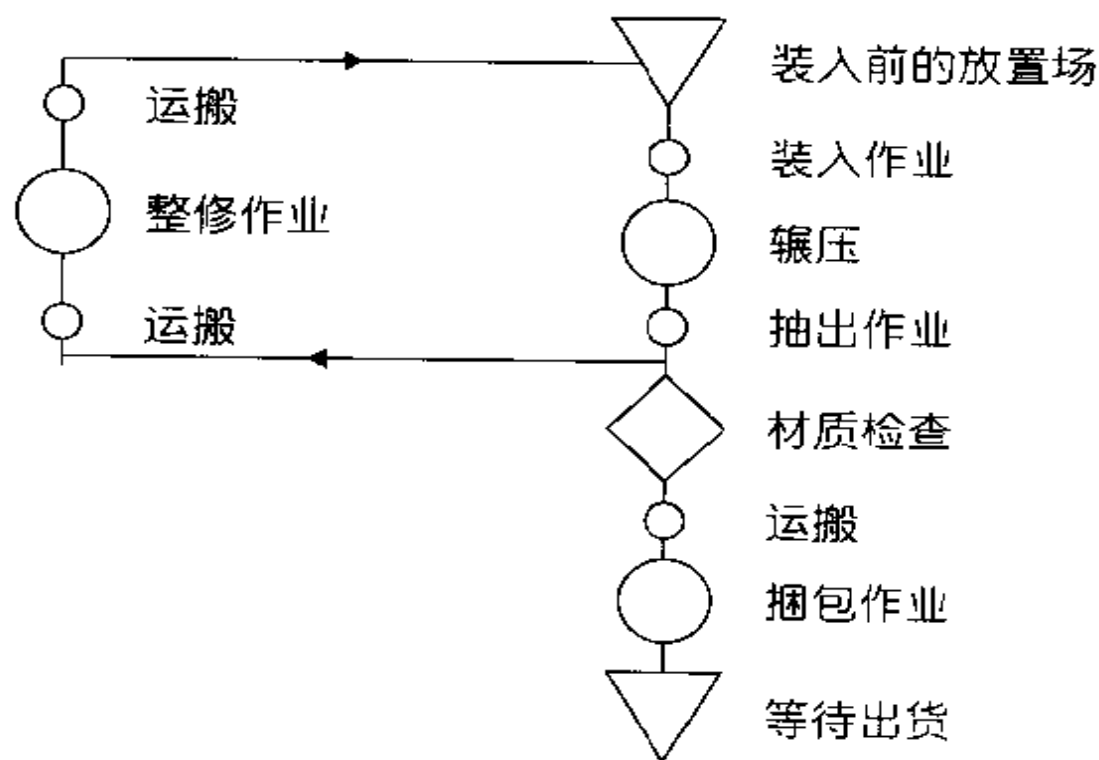 装入前的放置场
运搬
装入作业
整修作业
辗压
运搬
抽出作业
材质检查
运搬
捆包作业
等待出货